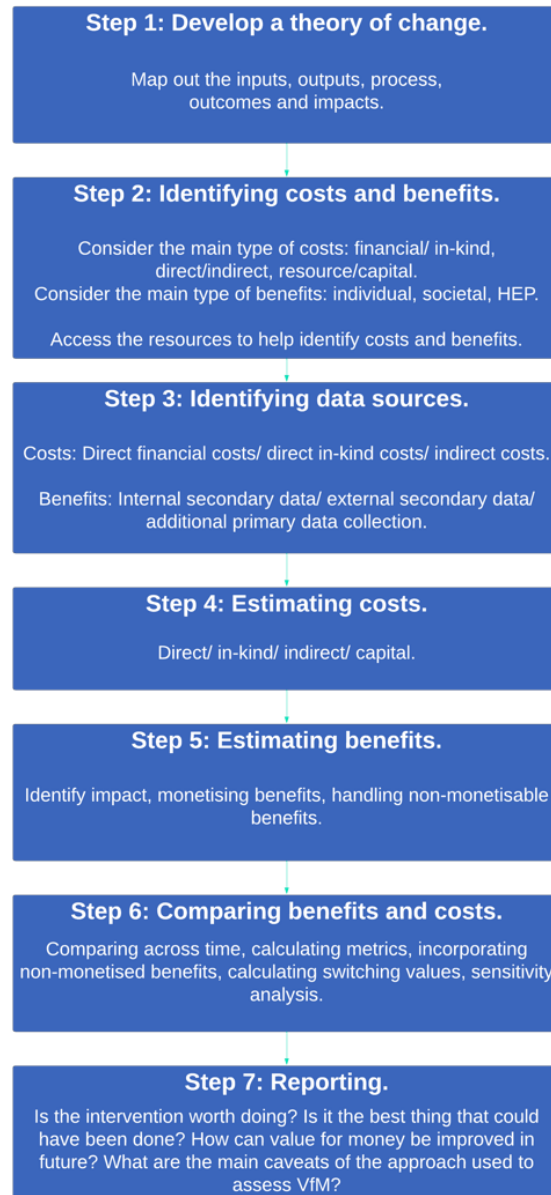 Step 1: Develop a theory of change.
Map out the inputs, outputs, process,
outcomes and impacts.
Step 2: Identifying costs and benefits.
Consider the main type of costs: financial/ in-kind,
direct/indirect, resource/capital.
Consider the main type of benefits: individual, societal, HEP.
Access the resources to help identify costs and benefits.
Step 3: Identifying data sources.
Costs: Direct financial costs/ direct in-kind costs/ indirect costs.
Benefits: Internal secondary data/ external secondary data/
additional primary data collection.
Step 4: Estimating costs.
Direct/ in-kind/ indirect/ capital.
Step 5: Estimating benefits.
Identify impact, monetising benefits, handling non-monetisable
benefits.
Step 6: Comparing benefits and costs.
Comparing across time, calculating metrics, incorporating
non-monetised benefits, calculating switching values, sensitivity
analysis.
Step 7: Reporting.
Is the intervention worth doing? Is it the best thing that could
have been done? How can value for money be improved in
future? What are the main caveats of the approach used to
assess VfM?